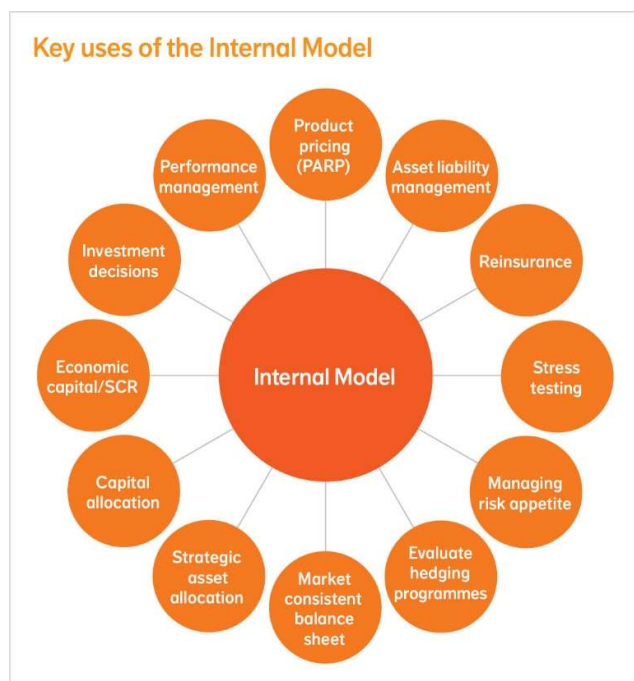 Key uses of the Internal Model
Product
pricing
(PARP)
Asset liability
management
Reinsurance
Stress
testing
Managing
risk appetite
Evaluate
hedging
programmes
Market
consistent
balance
sheet
Strategic
asset
allocation
Capital
allocation
Economic
capital/SCR
Investment
decisions
Performance
management
Internal Model